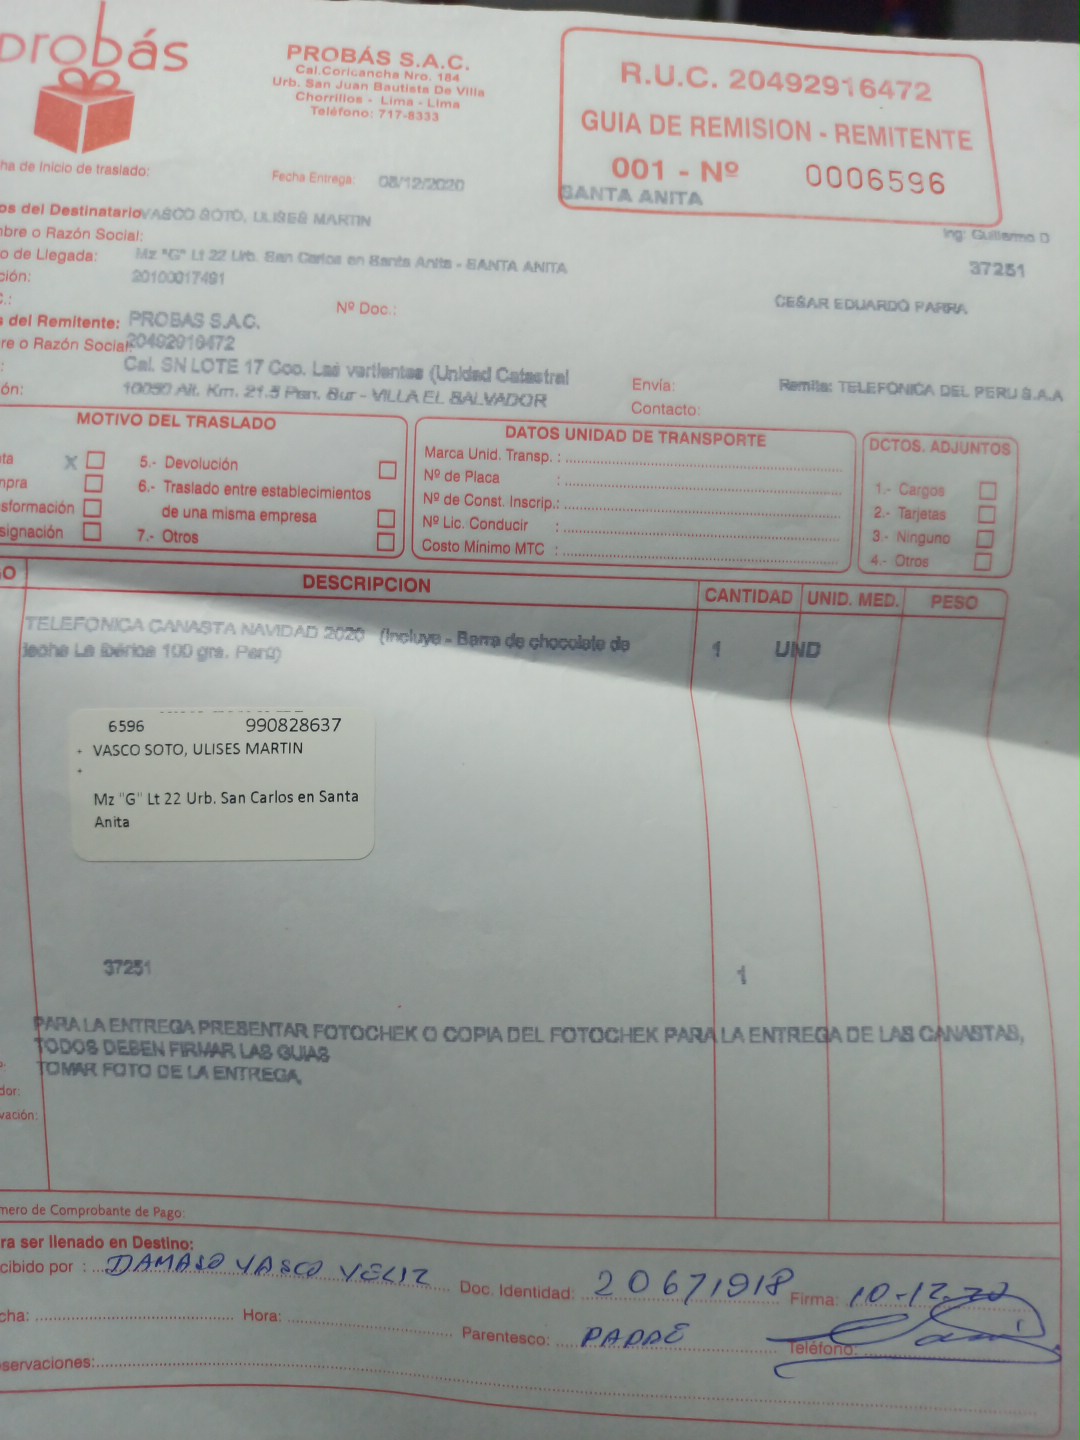 probás
PROBÁS S.A.C.
Cal.Coricancha Nro. 184
Urb. San Juan Bautista De Villa
Chorrillos - Lima - Lima
Teléfono: 717-8333
R.U.C. 20492916472
GUIA DE REMISION - REMITENTE
001 - Nº 0006596
SANTA ANITA
ha de Inicio de traslado:
Fecha Entrega: 08/12/2020
os del Destinatario VASCO SOTO, ULISES MARTIN
Ing: Guillermo D
mbre o Razón Social:
o de Llegada: Mz "G" Lt 22 Urb. San Carlos en Santa Anita - SANTA ANITA
37251
ción: 20100017491
C.: Nº Doc.:
CESAR EDUARDO PARRA
s del Remitente: PROBAS S.A.C.
re o Razón Social: 20492916472
Cal. SN LOTE 17 Coo. Las vertientes (Unidad Catastral
ón: 10050 Alt. Km. 21.5 Pan. Sur - VILLA EL SALVADOR
Envia: Remite: TELEFONICA DEL PERU S.A.A
Contacto:
MOTIVO DEL TRASLADO
ta X
5.- Devolución
mpra
6.- Traslado entre establecimientos
sformación
de una misma empresa
signación
7.- Otros
DATOS UNIDAD DE TRANSPORTE
Marca Unid. Transp. :
Nº de Placa :
Nº de Const. Inscrip.:
Nº Lic. Conducir :
Costo Minimo MTC :
DCTOS. ADJUNTOS
1.- Cargos
2.- Tarjetas
3.- Ninguno
4.- Otros
GO DESCRIPCION CANTIDAD UNID. MED. PESO
TELEFONICA CANASTA NAVIDAD 2020 (Incluye - Barra de chocolate de
leche La Ibérica 100 grs. Perú) 1 UND
6596 990828637
VASCO SOTO, ULISES MARTIN
Mz "G" Lt 22 Urb. San Carlos en Santa
Anita
37251 1
PARA LA ENTREGA PRESENTAR FOTOCHEK O COPIA DEL FOTOCHEK PARA LA ENTREGA DE LAS CANASTAS,
TODOS DEBEN FIRMAR LAS GUIAS
TOMAR FOTO DE LA ENTREGA,
dor:
vación:
mero de Comprobante de Pago:
ra ser llenado en Destino:
cibido por : DAMASO VASCO VELIZ Doc. Identidad: 20671918 Firma: 10-12-20
cha: Hora: Parentesco: PADRE Teléfono:
servaciones: